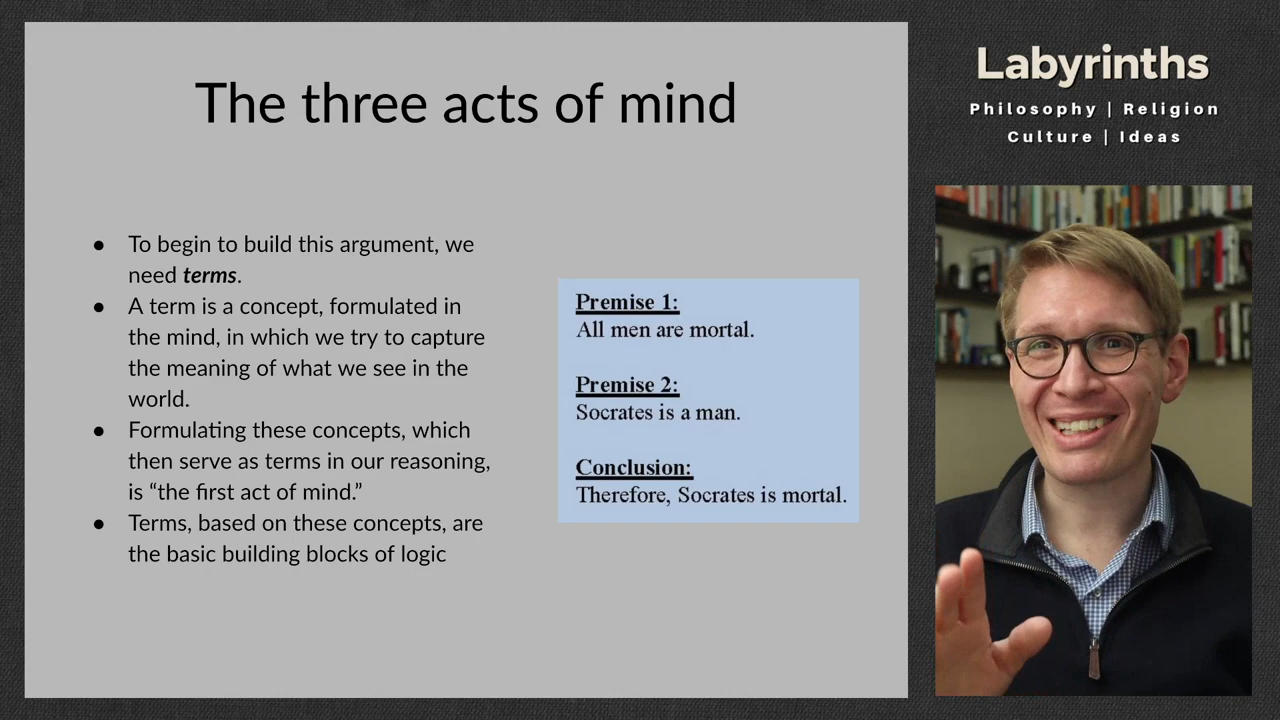 The three acts of mind
● To begin to build this argument, we
need terms.
● A term is a concept, formulated in
the mind, in which we try to capture
the meaning of what we see in the
world.
● Formulating these concepts, which
then serve as terms in our reasoning,
is “the first act of mind.”
● Terms, based on these concepts, are
the basic building blocks of logic
Premise 1:
All men are mortal.
Premise 2:
Socrates is a man.
Conclusion:
Therefore, Socrates is mortal.
Labyrinths
Philosophy | Religion
Culture | Ideas